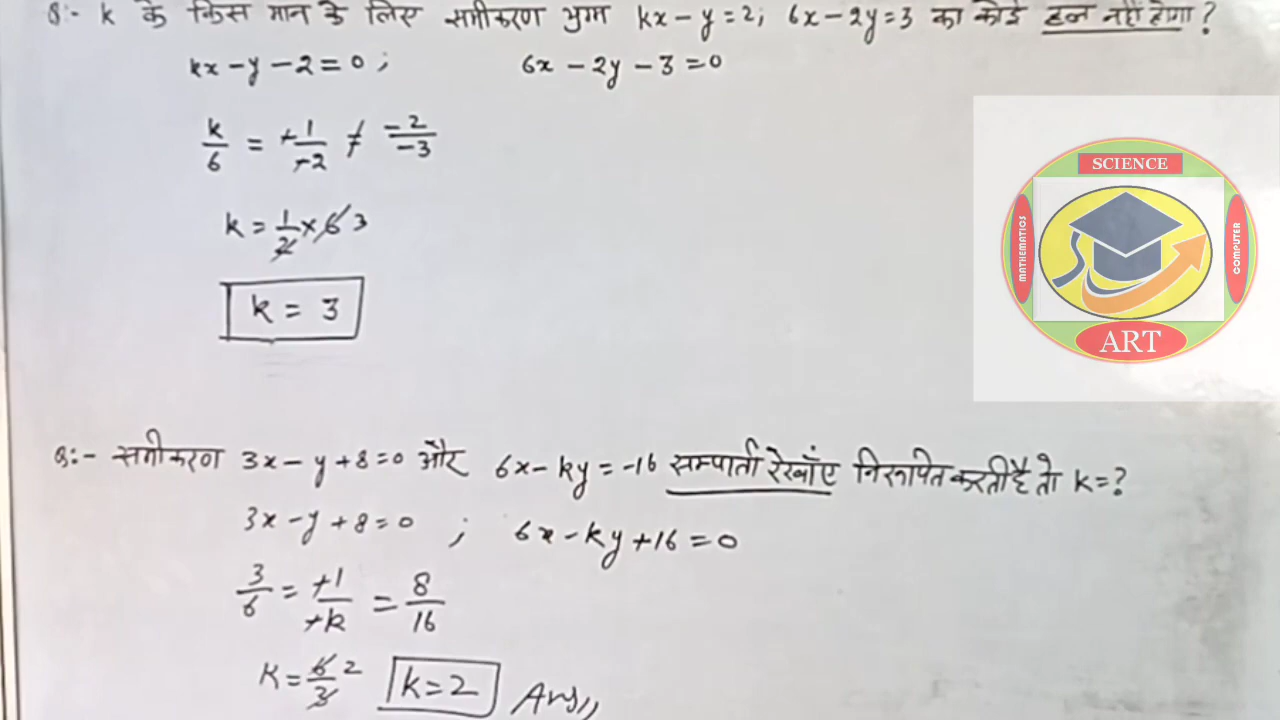 Q:- k के किस मान के लिए समीकरण युग्म kx - y = 2; 6x - 2y = 3 का कोई हल नहीं होगा ?
kx - y - 2 = 0 ; 6x - 2y - 3 = 0
k/6 = -1/-2 ≠ -2/-3
k = 1/2 × 6 3
k = 3
SCIENCE
MATHEMATICS
COMPUTER
ART
Q:- समीकरण 3x - y + 8 = 0 और 6x - ky = -16 सम्पाती रेखाँए निरूपित करती है तो k = ?
3x - y + 8 = 0 ; 6x - ky + 16 = 0
3/6 = -1/-k = 8/16
K = 6/3 2 k = 2 Ans,,